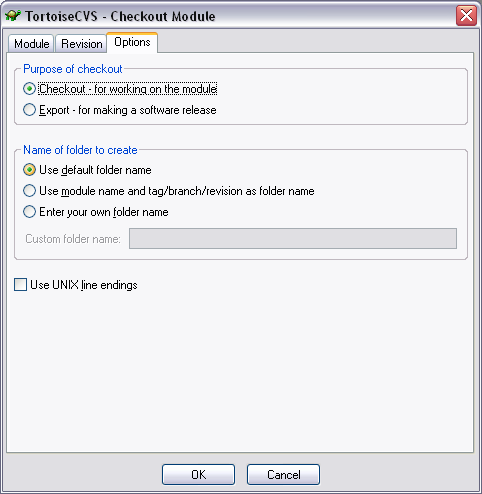 TortoiseCVS - Checkout Module
Module Revision Options
Purpose of checkout
Checkout - for working on the module
Export - for making a software release
Name of folder to create
Use default folder name
Use module name and tag/branch/revision as folder name
Enter your own folder name
Custom folder name:
Use UNIX line endings
OK Cancel